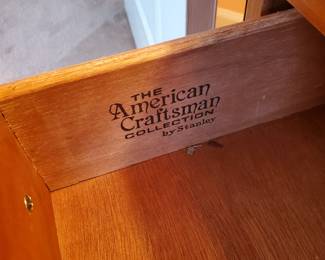 THE
American
Craftsman
COLLECTION
by Stanley